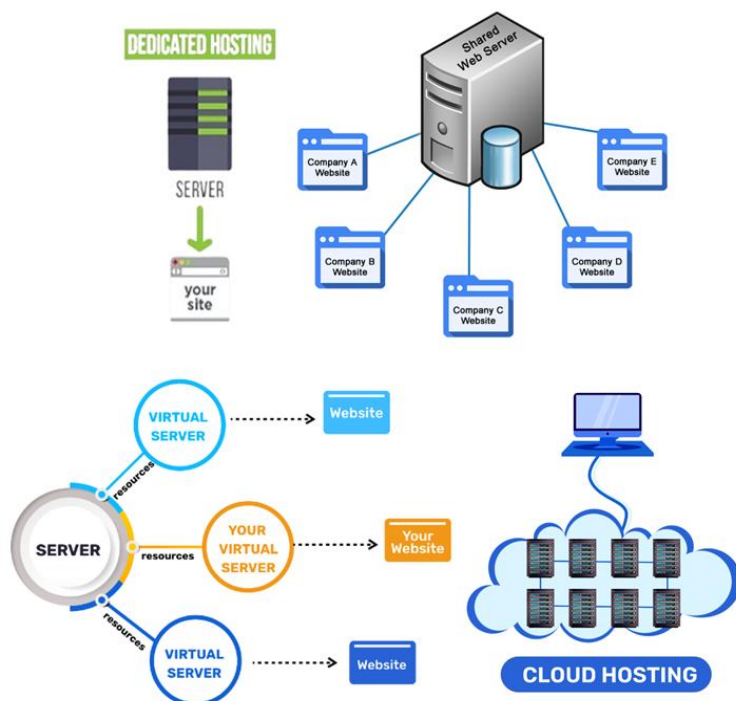 DEDICATED HOSTING
SERVER
your
site
Shared
Web Server
Company A
Website
Company B
Website
Company C
Website
Company D
Website
Company E
Website
VIRTUAL
SERVER
Website
resources
SERVER
resources
YOUR
VIRTUAL
SERVER
Your
Website
resources
VIRTUAL
SERVER
Website
CLOUD HOSTING